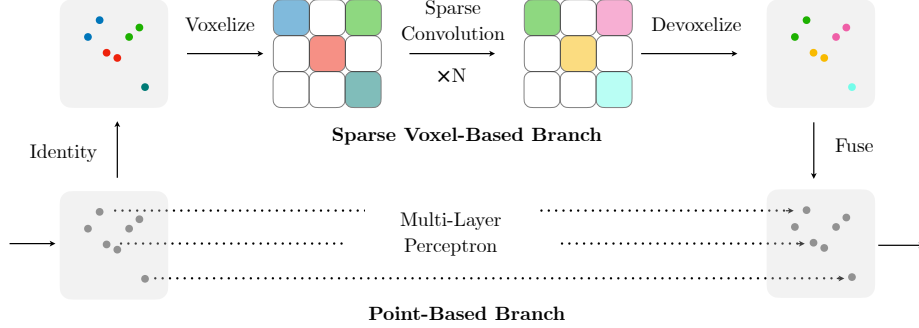 Voxelize
Sparse
Convolution
×N
Devoxelize
Sparse Voxel-Based Branch
Identity
Fuse
Multi-Layer
Perceptron
Point-Based Branch